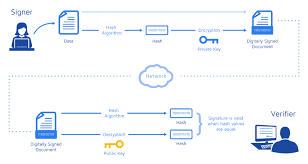 Signer
Hash
Algorithm
Encryption
Data
Hash
Private Key
Digitally Signed
Document
Network
Hash
Algorithm
Hash
Decryption
Hash
Digitally Signed
Document
Public Key
Signature is valid
when hash values
are equal
Verifier